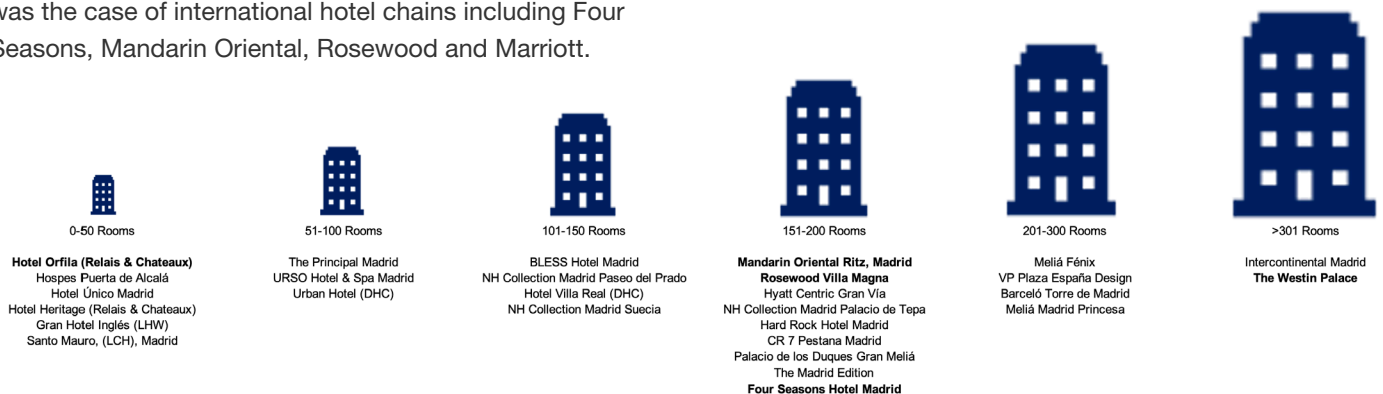 was the case of international hotel chains including Four
Seasons, Mandarin Oriental, Rosewood and Marriott.
0-50 Rooms
Hotel Orfila (Relais & Chateaux)
Hospes Puerta de Alcalá
Hotel Único Madrid
Hotel Heritage (Relais & Chateaux)
Gran Hotel Inglés (LHW)
Santo Mauro, (LCH), Madrid
51-100 Rooms
The Principal Madrid
URSO Hotel & Spa Madrid
Urban Hotel (DHC)
101-150 Rooms
BLESS Hotel Madrid
NH Collection Madrid Paseo del Prado
Hotel Villa Real (DHC)
NH Collection Madrid Suecia
151-200 Rooms
Mandarin Oriental Ritz, Madrid
Rosewood Villa Magna
Hyatt Centric Gran Vía
NH Collection Madrid Palacio de Tepa
Hard Rock Hotel Madrid
CR 7 Pestana Madrid
Palacio de los Duques Gran Meliá
The Madrid Edition
Four Seasons Hotel Madrid
201-300 Rooms
Meliá Fénix
VP Plaza España Design
Barceló Torre de Madrid
Meliá Madrid Princesa
>301 Rooms
Intercontinental Madrid
The Westin Palace